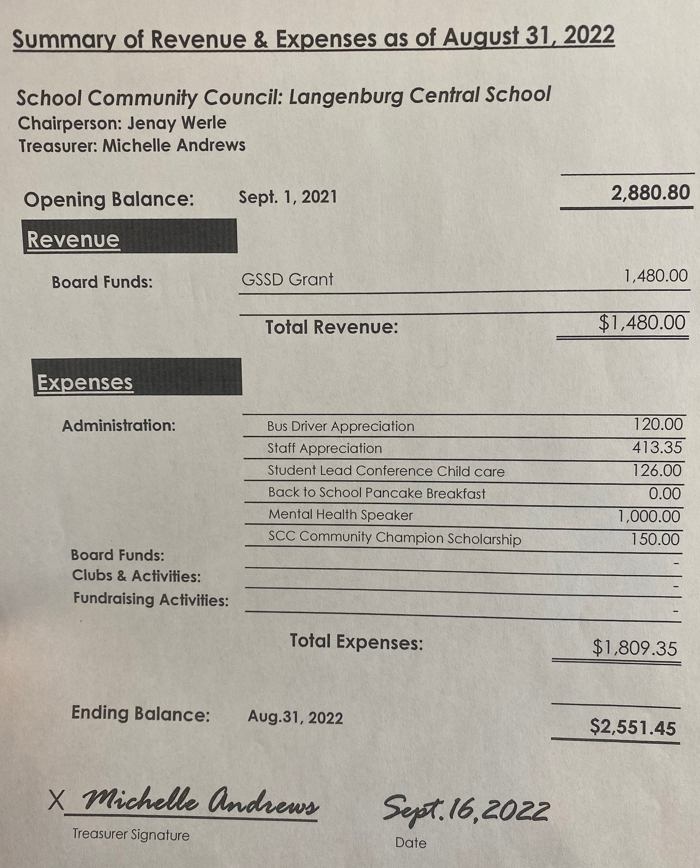 Summary of Revenue & Expenses as of August 31, 2022
School Community Council: Langenburg Central School
Chairperson: Jenay Werle
Treasurer: Michelle Andrews
Opening Balance: Sept. 1, 2021 2,880.80
Revenue
Board Funds: GSSD Grant 1,480.00
Total Revenue: $1,480.00
Expenses
Administration: Bus Driver Appreciation 120.00
Staff Appreciation 413.35
Student Lead Conference Child care 126.00
Back to School Pancake Breakfast 0.00
Mental Health Speaker 1,000.00
SCC Community Champion Scholarship 150.00
Board Funds: -
Clubs & Activities: -
Fundraising Activities: -
Total Expenses: $1,809.35
Ending Balance: Aug.31, 2022 $2,551.45
X Michelle Andrews Sept.16,2022
Treasurer Signature Date